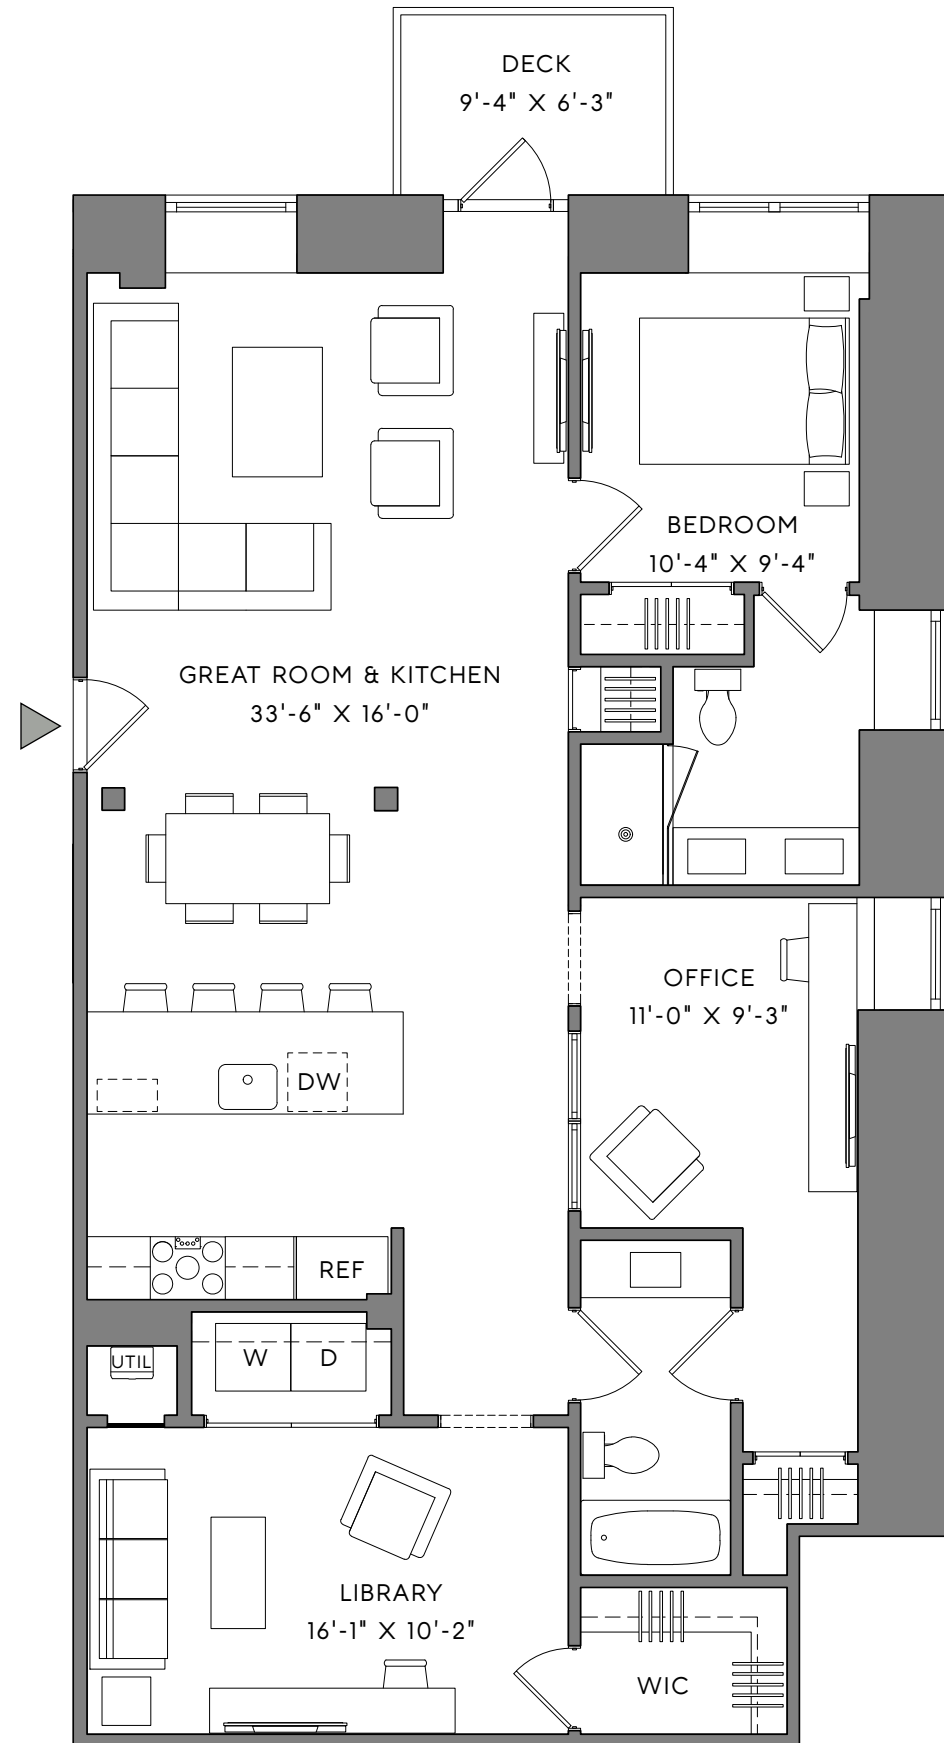 DECK
9'-4" X 6'-3"
BEDROOM
10'-4" X 9'-4"
GREAT ROOM & KITCHEN
33'-6" X 16'-0"
OFFICE
11'-0" X 9'-3"
DW
REF
UTIL
W
D
LIBRARY
16'-1" X 10'-2"
WIC